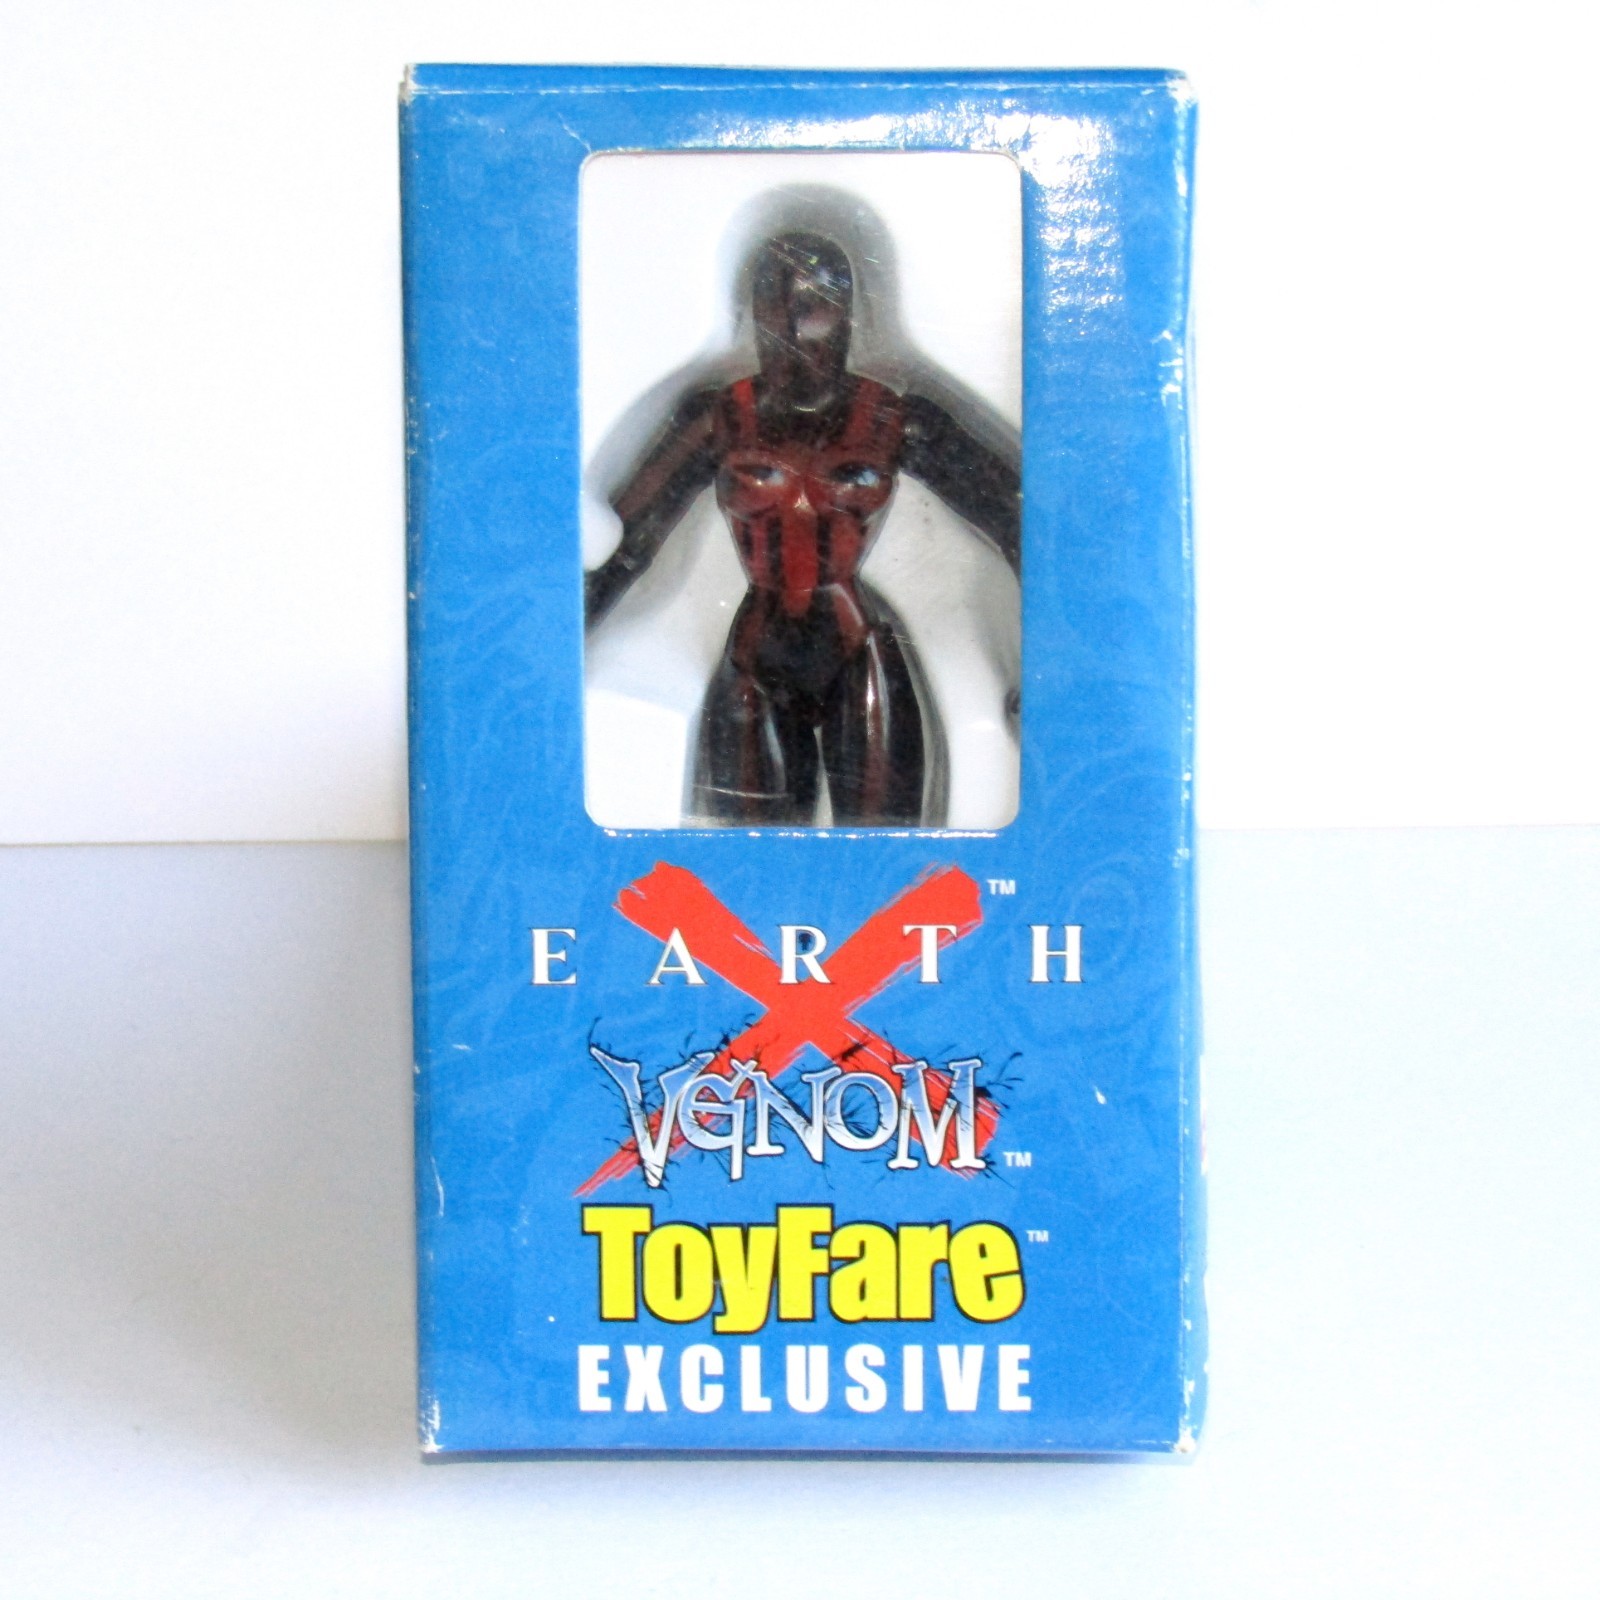 EARTH X™
VENOM™
ToyFare™
EXCLUSIVE